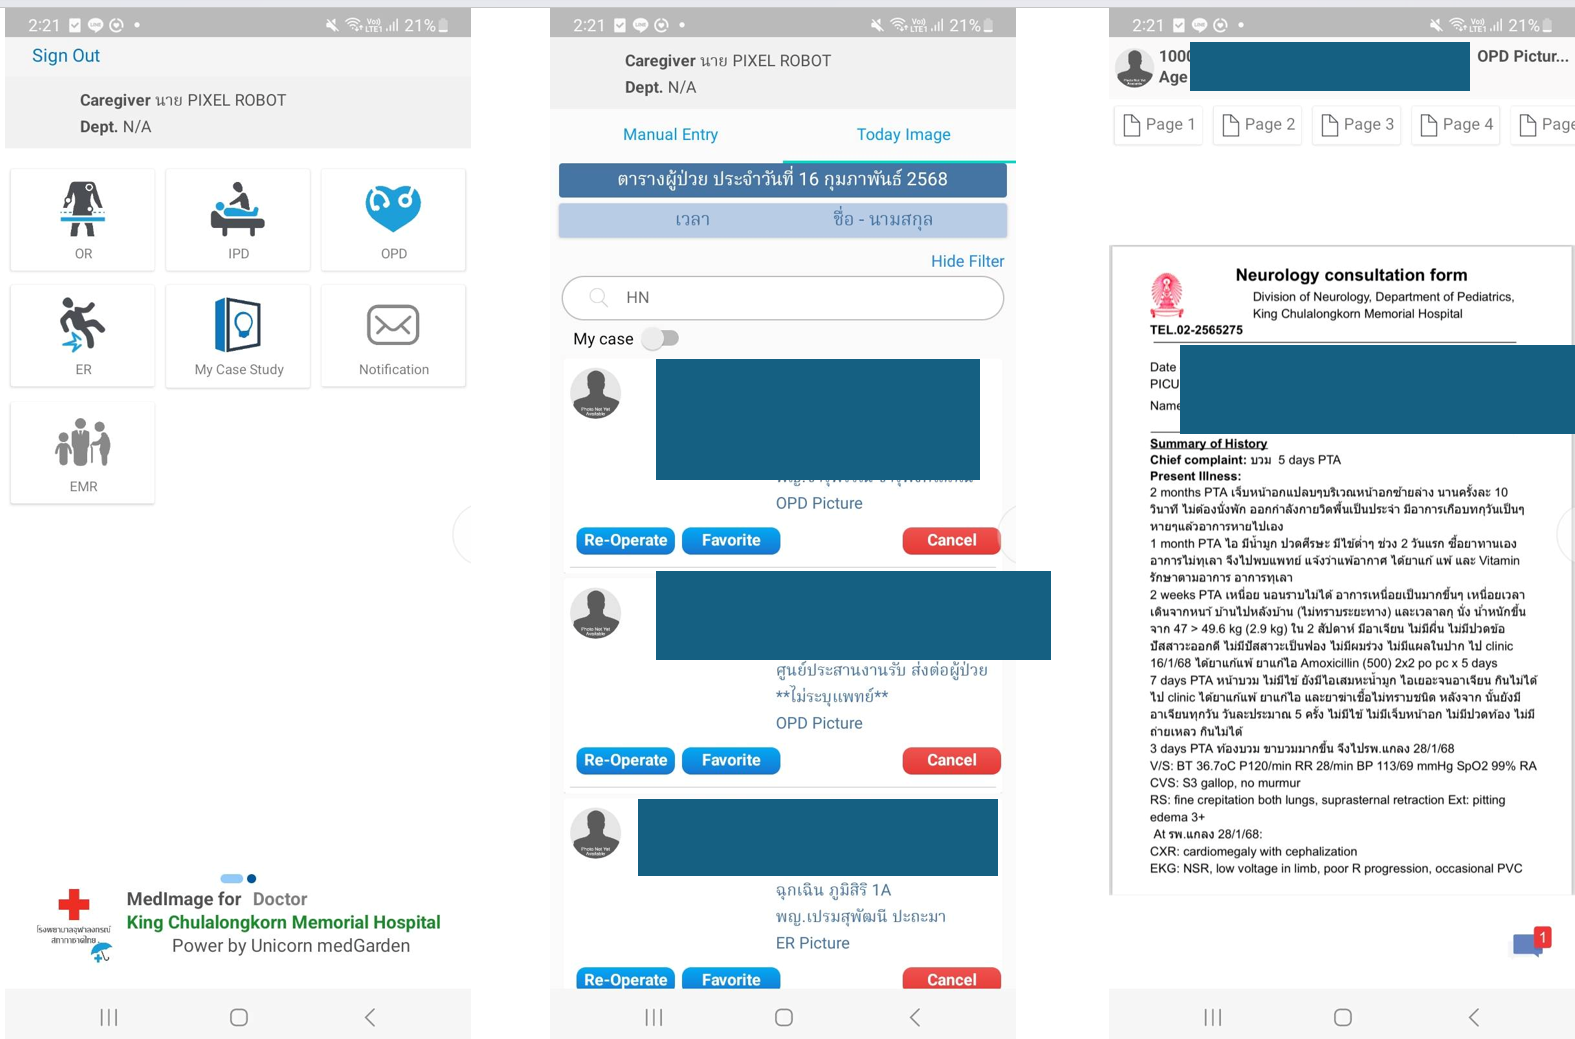 2:21
21%
Sign Out
Caregiver นาย PIXEL ROBOT
Dept. N/A
OR
IPD
OPD
ER
My Case Study
Notification
EMR
MedImage for Doctor
King Chulalongkorn Memorial Hospital
Power by Unicorn medGarden
โรงพยาบาลจุฬาลงกรณ์
สภากาชาดไทย
2:21
21%
Caregiver นาย PIXEL ROBOT
Dept. N/A
Manual Entry
Today Image
ตารางผู้ป่วย ประจำวันที่ 16 กุมภาพันธ์ 2568
เวลา
ชื่อ - นามสกุล
Hide Filter
HN
My case
Photo Not Yet
Available
OPD Picture
Re-Operate
Favorite
Cancel
Photo Not Yet
Available
ศูนย์ประสานงานรับ ส่งต่อผู้ป่วย
**ไม่ระบุแพทย์**
OPD Picture
Re-Operate
Favorite
Cancel
Photo Not Yet
Available
ฉุกเฉิน ภูมิสิริ 1A
พญ.เปรมสุพัฒนี ปะถะมา
ER Picture
Re-Operate
Favorite
Cancel
2:21
21%
OPD Pictur...
Age
Page 1
Page 2
Page 3
Page 4
Neurology consultation form
Division of Neurology, Department of Pediatrics,
King Chulalongkorn Memorial Hospital
TEL.02-2565275
Date
PICU
Name
Summary of History
Chief complaint: บวม 5 days PTA
Present Illness:
2 months PTA เจ็บหน้าอกแปลบๆบริเวณหน้าอกซ้ายล่าง นานครั้งละ 10
วินาที ไม่ต้องนั่งพัก ออกกำลังกายวิดพื้นเป็นประจำ มีอาการเกือบทกุวันเป็นๆ
หายๆแล้วอาการหายไปเอง
1 month PTA ไอ มีน้ำมูก ปวดศีรษะ มีไข้ต่ำๆ ช่วง 2 วันแรก ซื้อยาทานเอง
อาการไม่ทุเลา จึงไปพบแพทย์ แจ้งว่าแพ้อากาศ ได้ยาแก้ แพ้ และ Vitamin
รักษาตามอาการ อาการทุเลา
2 weeks PTA เหนื่อย นอนราบไม่ได้ อาการเหนื่อยเป็นมากขึ้นๆ เหนื่อยเวลา
เดินจากหน้า บ้านไปหลังบ้าน (ไม่ทราบระยะทาง) และเวลาลกุ นั่ง น้ำหนักขึ้น
จาก 47 > 49.6 kg (2.9 kg) ใน 2 สัปดาห์ มีอาเจียน ไม่มีผื่น ไม่มีปวดข้อ
ปัสสาวะออกดี ไม่มีปัสสาวะเป็นฟอง ไม่มีผมร่วง ไม่มีแผลในปาก ไป clinic
16/1/68 ได้ยาแก้แพ้ ยาแก้ไอ Amoxicillin (500) 2x2 po pc x 5 days
7 days PTA หน้าบวม ไม่มีไข้ ยังมีไอเสมหะน้ำมูก ไอเยอะจนอาเจียน กินไม่ได้
ไป clinic ได้ยาแก้แพ้ ยาแก้ไอ และยาฆ่าเชื้อไม่ทราบชนิด หลังจาก นั้นยังมี
อาเจียนทุกวัน วันละประมาณ 5 ครั้ง ไม่มีไข้ ไม่มีเจ็บหน้าอก ไม่มีปวดท้อง ไม่มี
ถ่ายเหลว กินไม่ได้
3 days PTA ท้องบวม ขาบวมมากขึ้น จึงไปรพ.แกลง 28/1/68
V/S: BT 36.7oC P120/min RR 28/min BP 113/69 mmHg SpO2 99% RA
CVS: S3 gallop, no murmur
RS: fine crepitation both lungs, suprasternal retraction Ext: pitting
edema 3+
At รพ.แกลง 28/1/68:
CXR: cardiomegaly with cephalization
EKG: NSR, low voltage in limb, poor R progression, occasional PVC
1